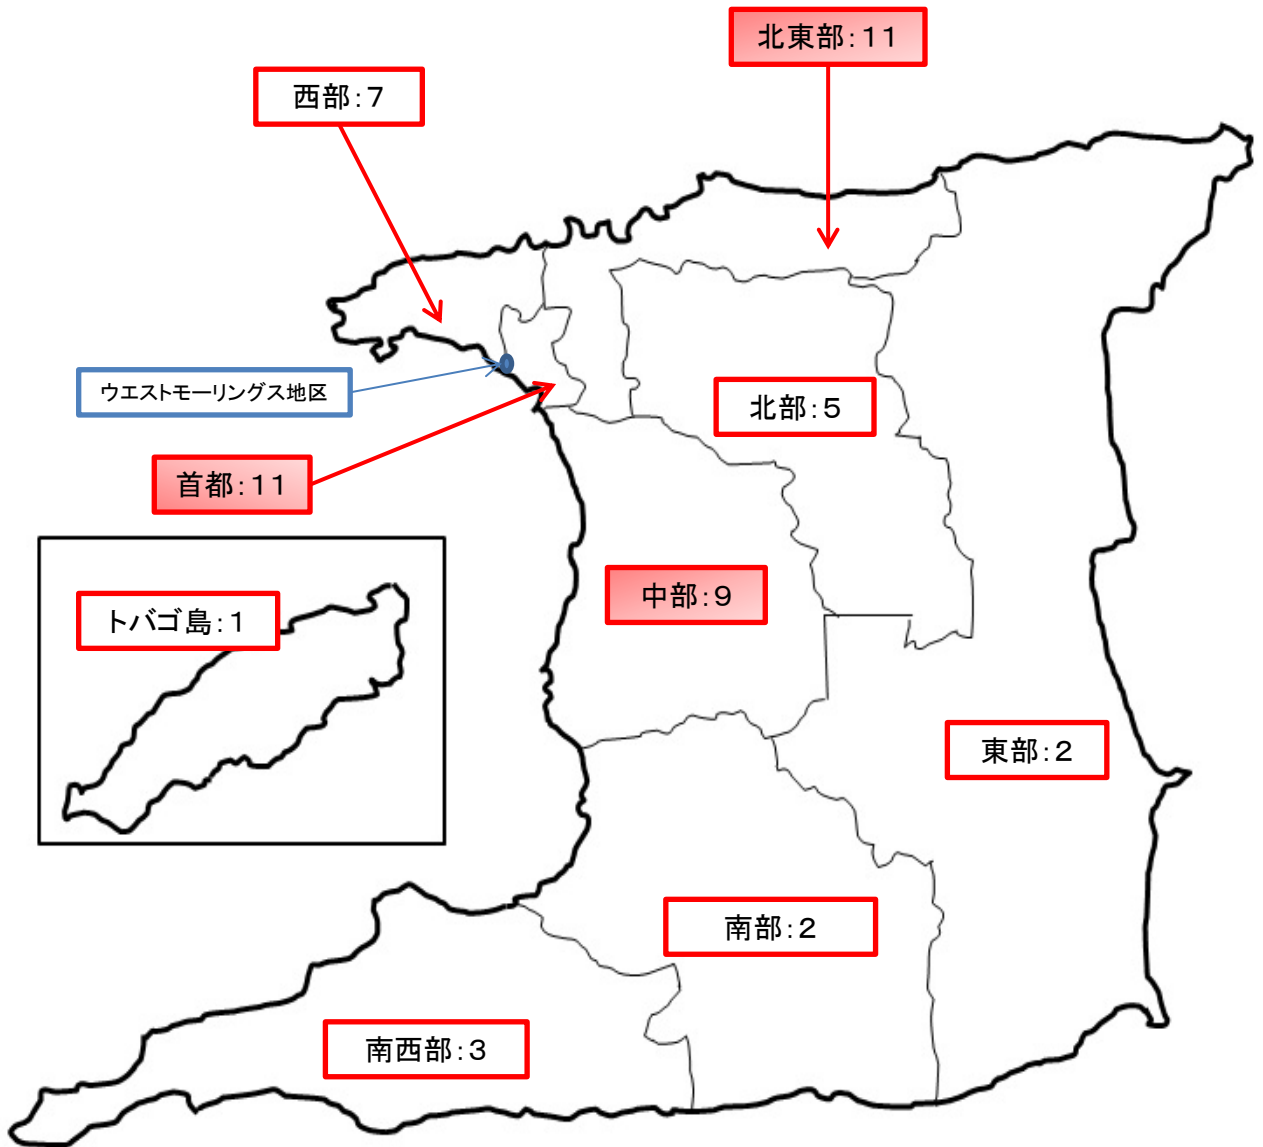 北東部：１１
西部：７
ウエストモーリングス地区
北部：５
首都：１１
中部：９
トバゴ島：１
東部：２
南部：２
南西部：３